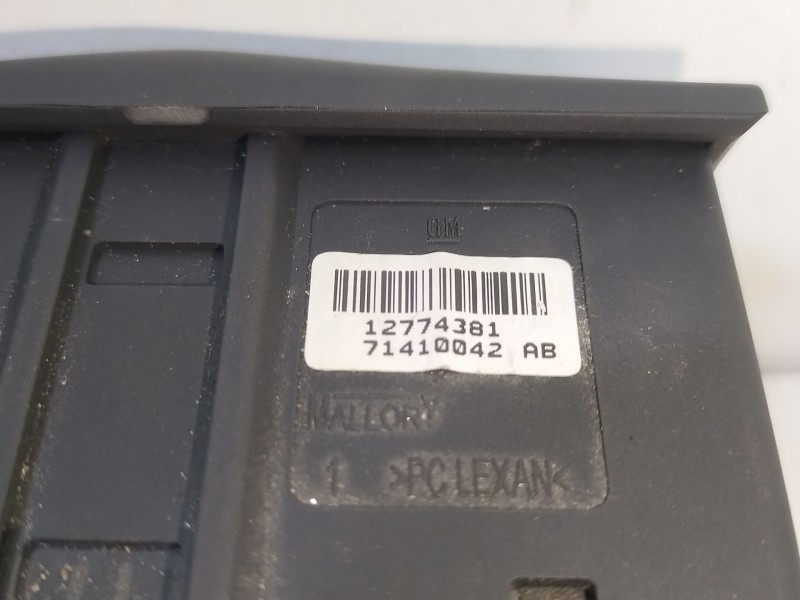 GM
12774381
71410042 AB
MALLORY
1 >PC LEXAN<